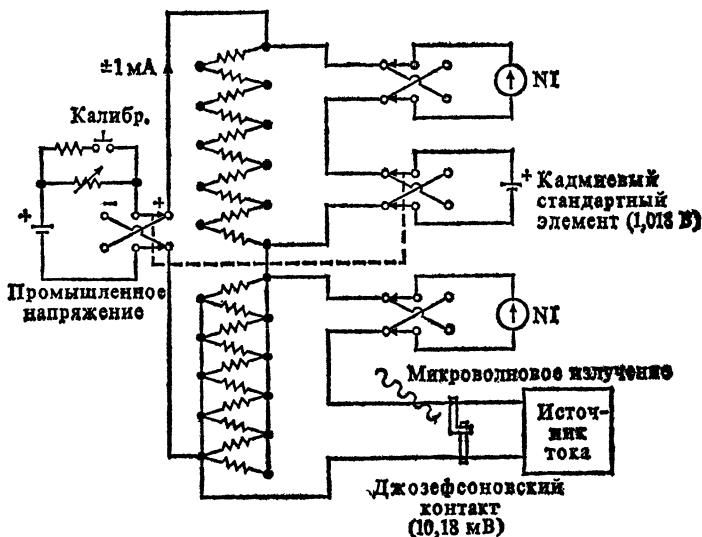 ±1 мА
Калибр.
NI
+ Кадмиевый
стандартный
элемент (1,018 В)
− +
+
Промышленное
напряжение
NI
Микроволновое излучение
Источ-
ник
тока
Джозефсоновский
контакт
(10,18 мВ)